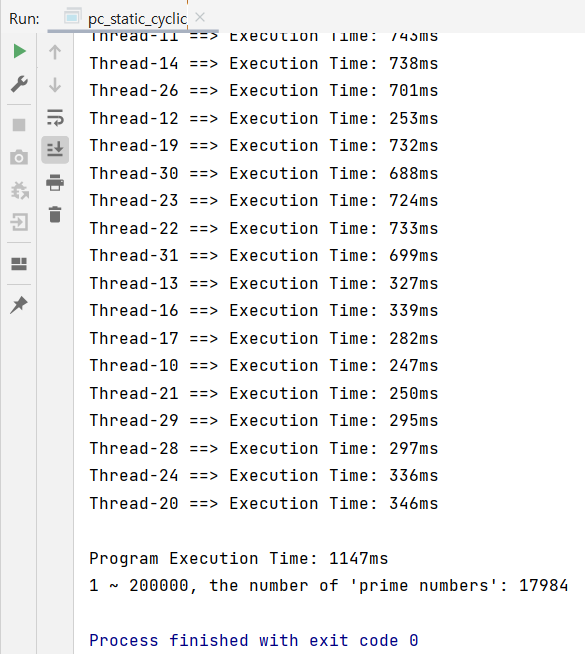 Run: pc_static_cyclic
Thread-11 ==> Execution Time: 743ms
Thread-14 ==> Execution Time: 738ms
Thread-26 ==> Execution Time: 701ms
Thread-12 ==> Execution Time: 253ms
Thread-19 ==> Execution Time: 732ms
Thread-30 ==> Execution Time: 688ms
Thread-23 ==> Execution Time: 724ms
Thread-22 ==> Execution Time: 733ms
Thread-31 ==> Execution Time: 699ms
Thread-13 ==> Execution Time: 327ms
Thread-16 ==> Execution Time: 339ms
Thread-17 ==> Execution Time: 282ms
Thread-10 ==> Execution Time: 247ms
Thread-21 ==> Execution Time: 250ms
Thread-29 ==> Execution Time: 295ms
Thread-28 ==> Execution Time: 297ms
Thread-24 ==> Execution Time: 336ms
Thread-20 ==> Execution Time: 346ms
Program Execution Time: 1147ms
1 ~ 200000, the number of 'prime numbers': 17984
Process finished with exit code 0